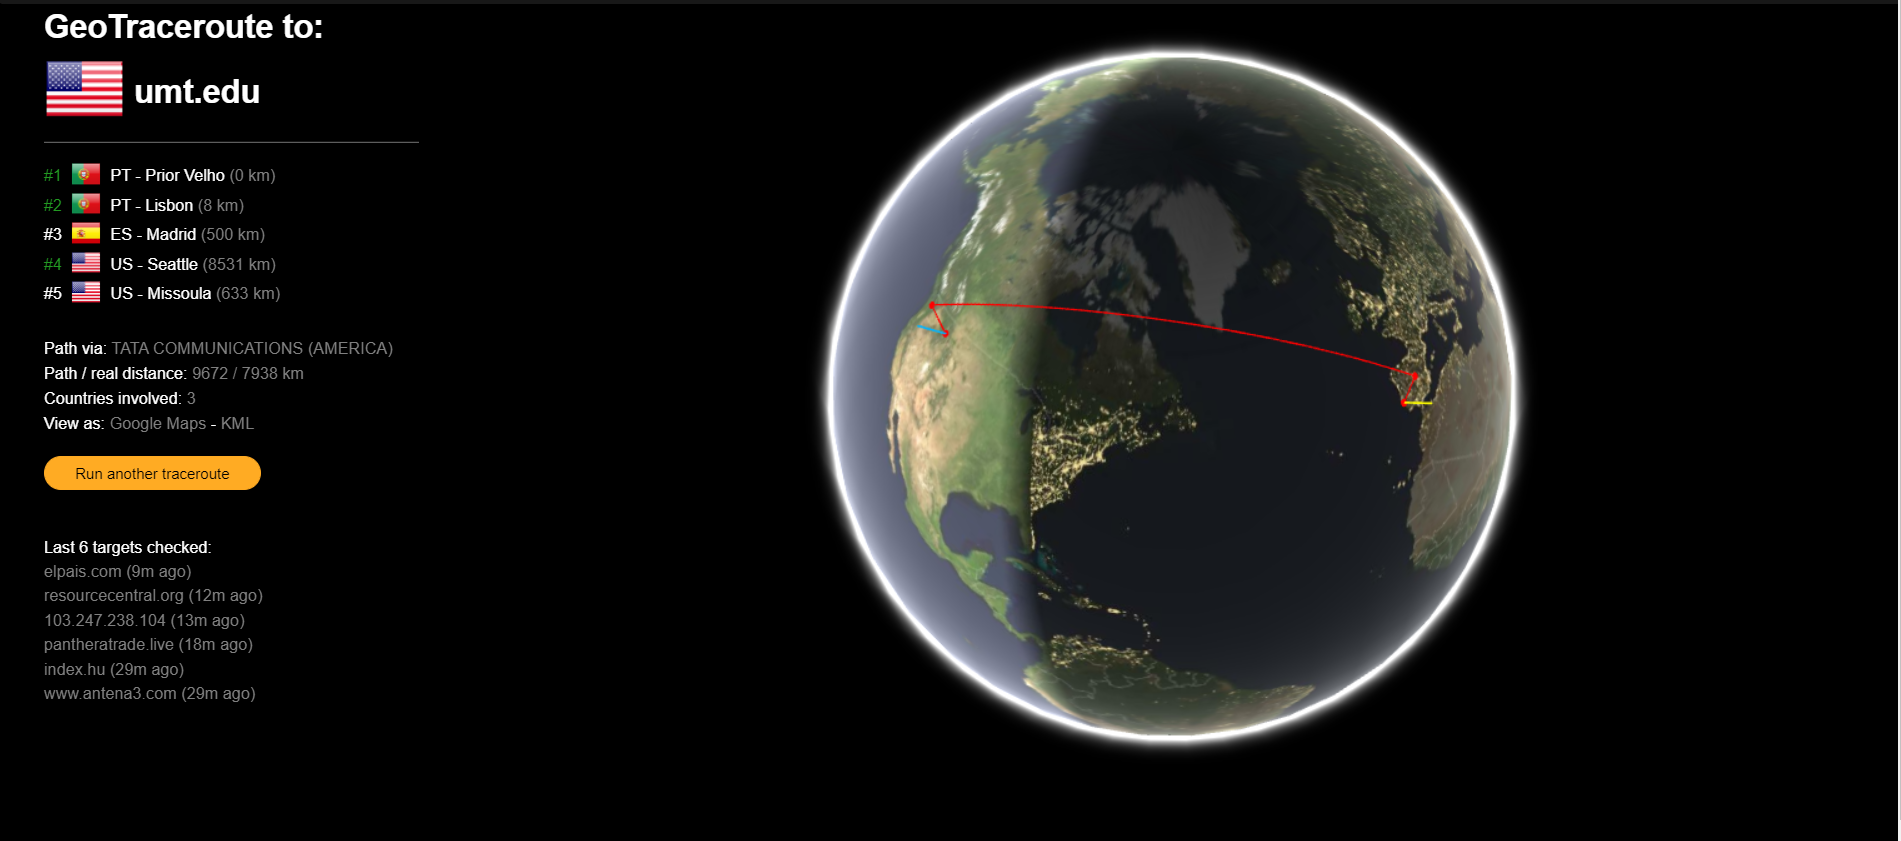 GeoTraceroute to:
umt.edu
#1 PT - Prior Velho (0 km)
#2 PT - Lisbon (8 km)
#3 ES - Madrid (500 km)
#4 US - Seattle (8531 km)
#5 US - Missoula (633 km)
Path via: TATA COMMUNICATIONS (AMERICA)
Path / real distance: 9672 / 7938 km
Countries involved: 3
View as: Google Maps - KML
Run another traceroute
Last 6 targets checked:
elpais.com (9m ago)
resourcecentral.org (12m ago)
103.247.238.104 (13m ago)
pantheratrade.live (18m ago)
index.hu (29m ago)
www.antena3.com (29m ago)